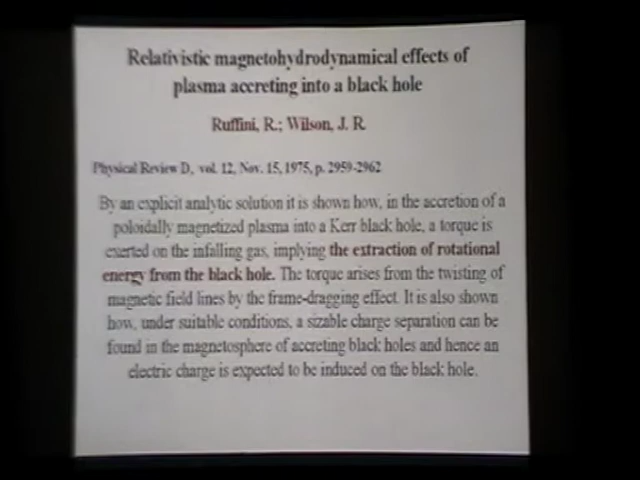 Relativistic magnetohydrodynamical effects of
plasma accreting into a black hole
Ruffini, R.; Wilson, J. R.
Physical Review D, vol. 12, Nov. 15, 1975, p. 2959-2962
By an explicit analytic solution it is shown how, in the accretion of a
poloidally magnetized plasma into a Kerr black hole, a torque is
exerted on the infalling gas, implying the extraction of rotational
energy from the black hole. The torque arises from the twisting of
magnetic field lines by the frame-dragging effect. It is also shown
how, under suitable conditions, a sizable charge separation can be
found in the magnetosphere of accreting black holes and hence an
electric charge is expected to be induced on the black hole.